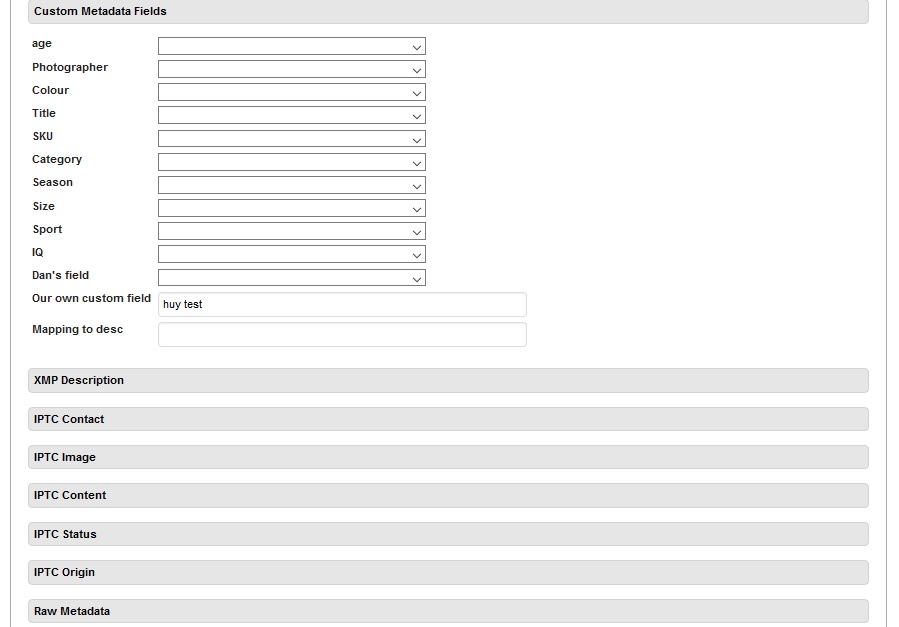 Custom Metadata Fields
age
Photographer
Colour
Title
SKU
Category
Season
Size
Sport
IQ
Dan's field
Our own custom field huy test
Mapping to desc
XMP Description
IPTC Contact
IPTC Image
IPTC Content
IPTC Status
IPTC Origin
Raw Metadata